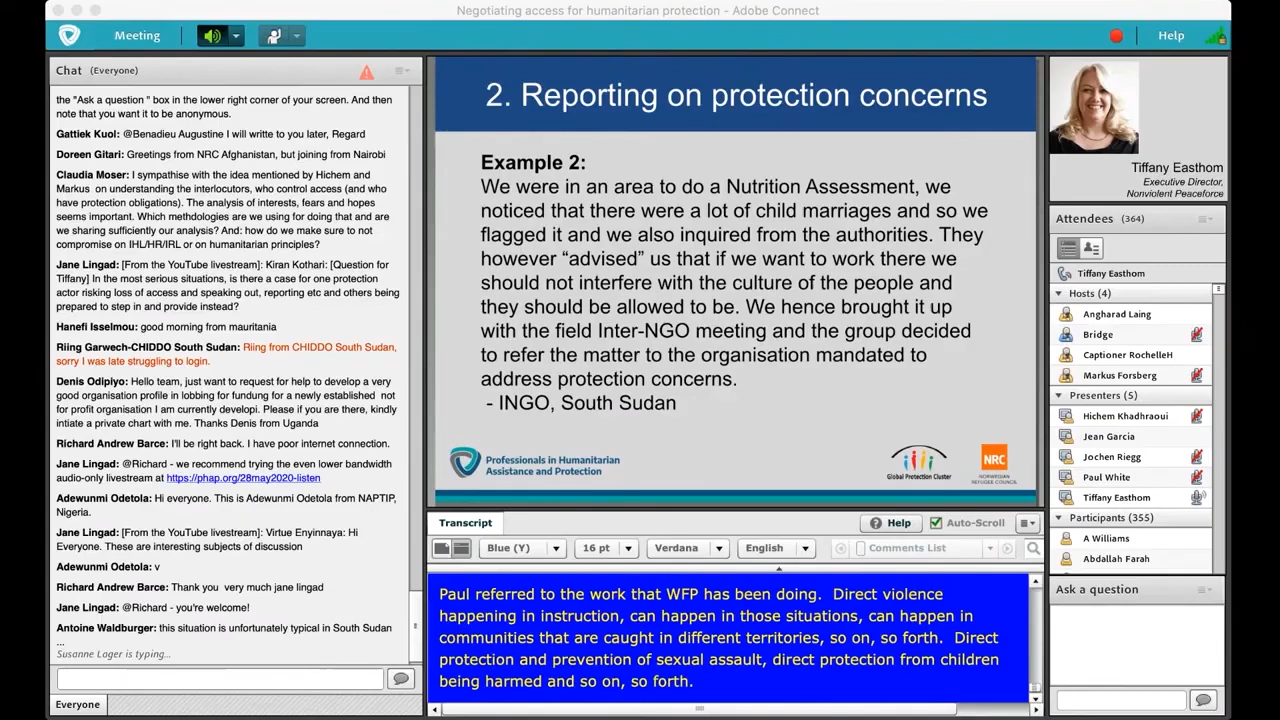 Negotiating access for humanitarian protection - Adobe Connect
Meeting
Help
Chat (Everyone)
the "Ask a question " box in the lower right corner of your screen. And then
note that you want it to be anonymous.
Gattiek Kuol: @Benadieu Augustine I will write to you later, Regard
Doreen Gitari: Greetings from NRC Afghanistan, but joining from Nairobi
Claudia Moser: I sympathise with the idea mentioned by Hichem and
Markus on understanding the interlocutors, who control access (and who
have protection obligations). The analysis of interests, fears and hopes
seems important. Which methdologies are we using for doing that and are
we sharing sufficiently our analysis? And: how do we make sure to not
compromise on IHL/HR/IRL or on humanitarian principles?
Jane Lingad: [From the YouTube livestream]: Kiran Kothari: [Question for
Tiffany] In the most serious situations, is there a case for one protection
actor risking loss of access and speaking out, reporting etc and others being
prepared to step in and provide instead?
Hanefi Isselmou: good morning from mauritania
Riing Garwech-CHIDDO South Sudan: Riing from CHIDDO South Sudan,
sorry I was late struggling to login.
Denis Odipiyo: Hello team, just want to request for help to develop a very
good organisation profile in lobbing for fundung for a newly established not
for profit organisation I am currently developi. Please if you are there, kindly
intiate a private chart with me. Thanks Denis from Uganda
Richard Andrew Barce: I'll be right back. I have poor internet connection.
Jane Lingad: @Richard - we recommend trying the even lower bandwidth
audio-only livestream at https://phap.org/28may2020-listen
Adewunmi Odetola: Hi everyone. This is Adewunmi Odetola from NAPTIP,
Nigeria.
Jane Lingad: [From the YouTube livestream]: Virtue Enyinnaya: Hi
Everyone. These are interesting subjects of discussion
Adewunmi Odetola: v
Richard Andrew Barce: Thank you very much jane lingad
Jane Lingad: @Richard - you're welcome!
Antoine Waldburger: this situation is unfortunately typical in South Sudan
...
Susanne Lager is typing...
Everyone
2. Reporting on protection concerns
Example 2:
We were in an area to do a Nutrition Assessment, we
noticed that there were a lot of child marriages and so we
flagged it and we also inquired from the authorities. They
however “advised” us that if we want to work there we
should not interfere with the culture of the people and
they should be allowed to be. We hence brought it up
with the field Inter-NGO meeting and the group decided
to refer the matter to the organisation mandated to
address protection concerns.
- INGO, South Sudan
Professionals in Humanitarian
Assistance and Protection
Global Protection Cluster
NRC
NORWEGIAN
REFUGEE COUNCIL
Transcript
Help
Auto-Scroll
Blue (Y)
16 pt
Verdana
English
Comments List
Paul referred to the work that WFP has been doing. Direct violence
happening in instruction, can happen in those situations, can happen in
communities that are caught in different territories, so on, so forth. Direct
protection and prevention of sexual assault, direct protection from children
being harmed and so on, so forth.
Tiffany Easthom
Executive Director,
Nonviolent Peaceforce
Attendees (364)
Tiffany Easthom
Hosts (4)
Angharad Laing
Bridge
Captioner RochelleH
Markus Forsberg
Presenters (5)
Hichem Khadhraoui
Jean Garcia
Jochen Riegg
Paul White
Tiffany Easthom
Participants (355)
A Williams
Abdallah Farah
Ask a question